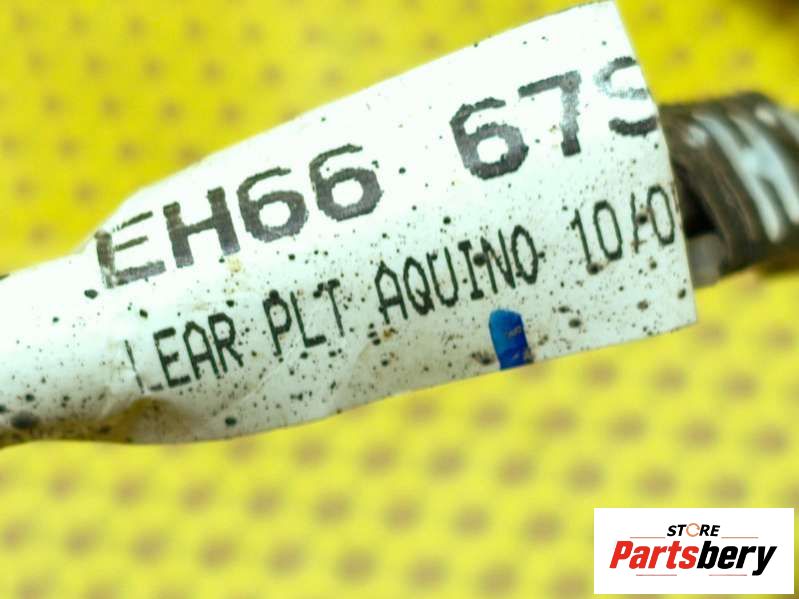 EH66 67S
LEAR PLT AQUINO 10/0
STORE
Partsbery